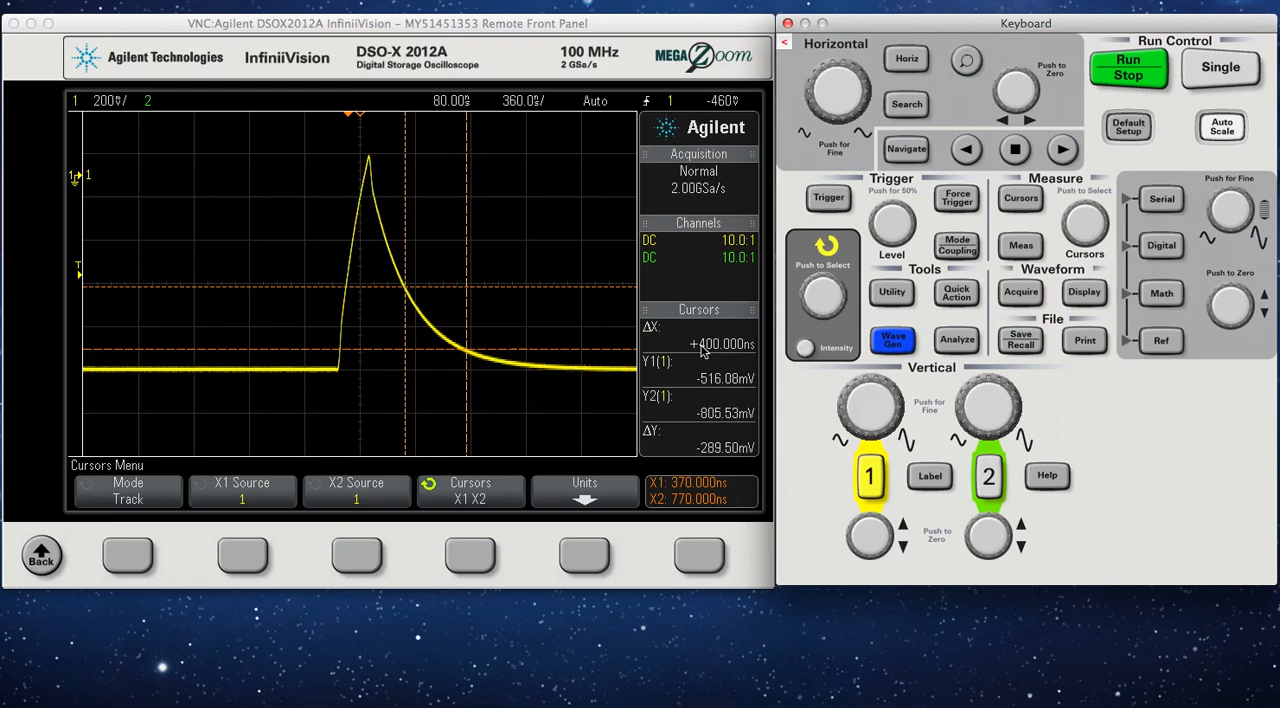 VNC:Agilent DSOX2012A InfiniiVision - MY51451353 Remote Front Panel
Agilent Technologies
InfiniiVision
DSO-X 2012A
Digital Storage Oscilloscope
100 MHz
2 GSa/s
MEGA Zoom
1 200V/ 2 80.00s 360.0s/ Auto 1 -460V
1 1
T
Agilent
Acquisition
Normal
2.00GSa/s
Channels
DC 10.0:1
DC 10.0:1
Cursors
ΔX:
+400.000ns
Y1(1):
-516.08mV
Y2(1):
-805.53mV
ΔY:
-289.50mV
Cursors Menu
Mode
Track
X1 Source
1
X2 Source
1
Cursors
X1 X2
Units
X1: 370.000ns
X2: 770.000ns
Back
Keyboard
<
Horizontal
Push for
Fine
Horiz
Search
Navigate
Push to
Zero
Run Control
Run
Stop
Single
Default
Setup
Auto
Scale
Trigger
Trigger
Push for 50%
Level
Force
Trigger
Mode
Coupling
Measure
Cursors
Push to Select
Meas
Cursors
Push to Select
Intensity
Tools
Utility
Quick
Action
Wave
Gen
Analyze
Waveform
Acquire
Display
File
Save
Recall
Print
Serial
Digital
Math
Ref
Push for Fine
Push to Zero
Vertical
Push for
Fine
1
Label
2
Help
Push to
Zero